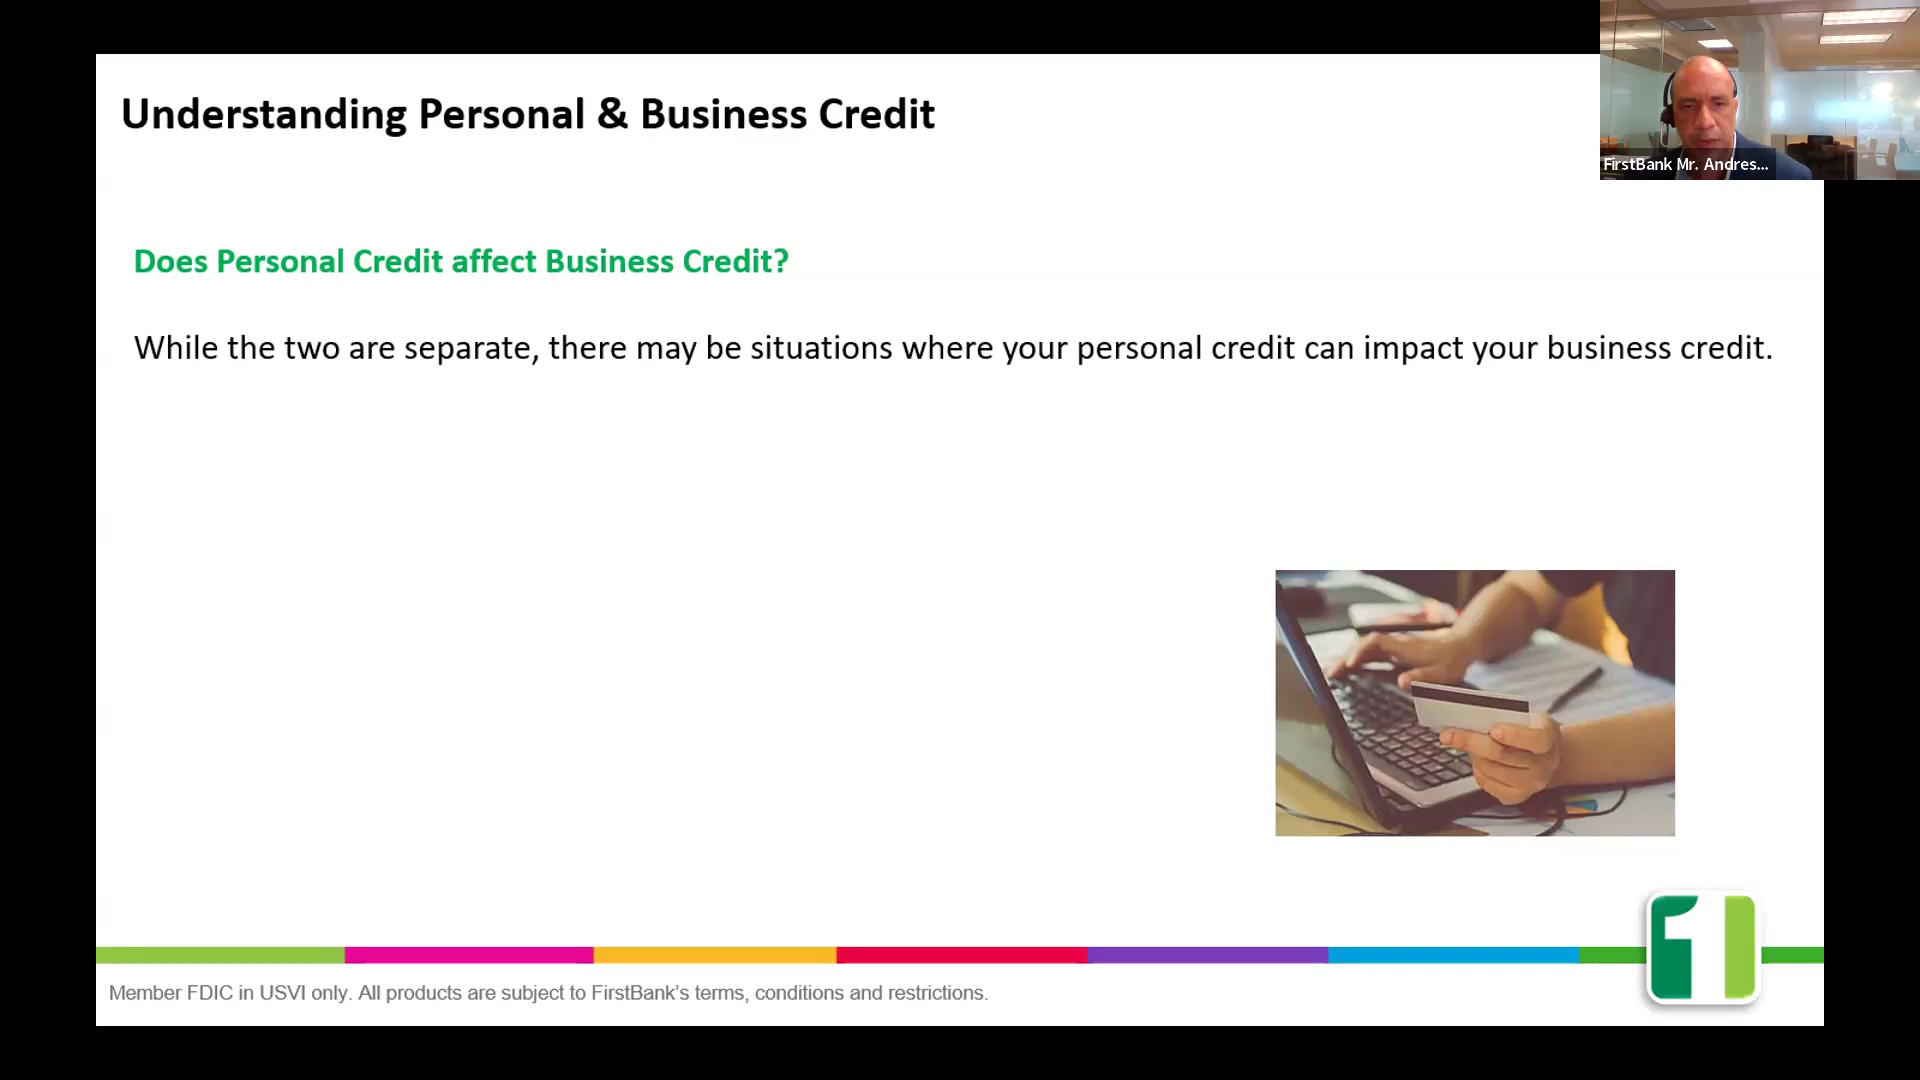 Understanding Personal & Business Credit
FirstBank Mr. Andres...
Does Personal Credit affect Business Credit?
While the two are separate, there may be situations where your personal credit can impact your business credit.
1
Member FDIC in USVI only. All products are subject to FirstBank’s terms, conditions and restrictions.